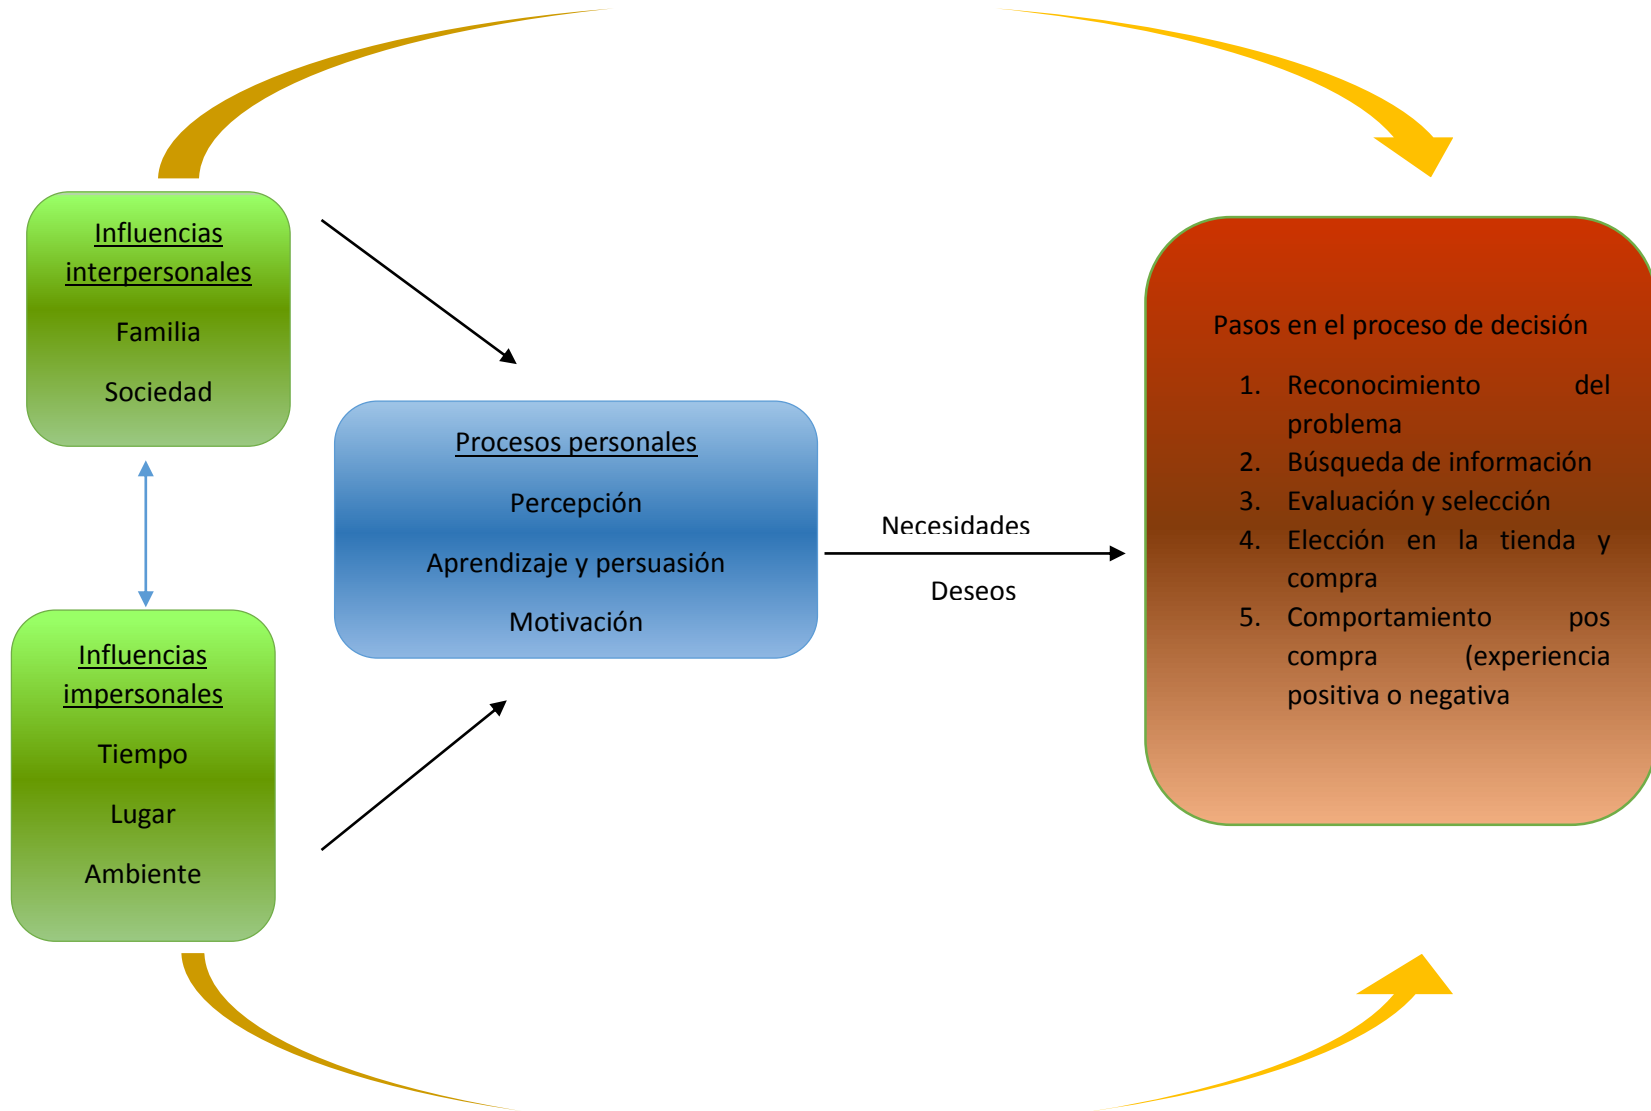 Influencias
interpersonales
Familia
Sociedad
Influencias
impersonales
Tiempo
Lugar
Ambiente
Procesos personales
Percepción
Aprendizaje y persuasión
Motivación
Necesidades
Deseos
Pasos en el proceso de decisión
1. Reconocimiento del
problema
2. Búsqueda de información
3. Evaluación y selección
4. Elección en la tienda y
compra
5. Comportamiento pos
compra (experiencia
positiva o negativa